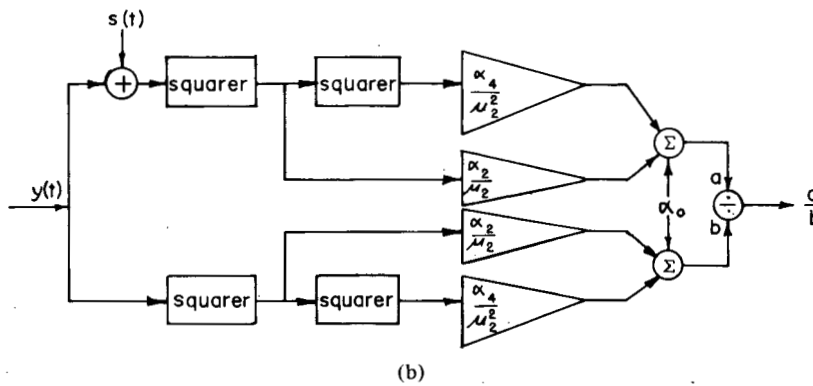 s(t)
+
squarer
squarer
α₄
μ₂²
y(t)
α₂
μ₂
Σ
a
α₀
÷
a
b
b
α₂
μ₂
Σ
squarer
squarer
α₄
μ₂²
(b)